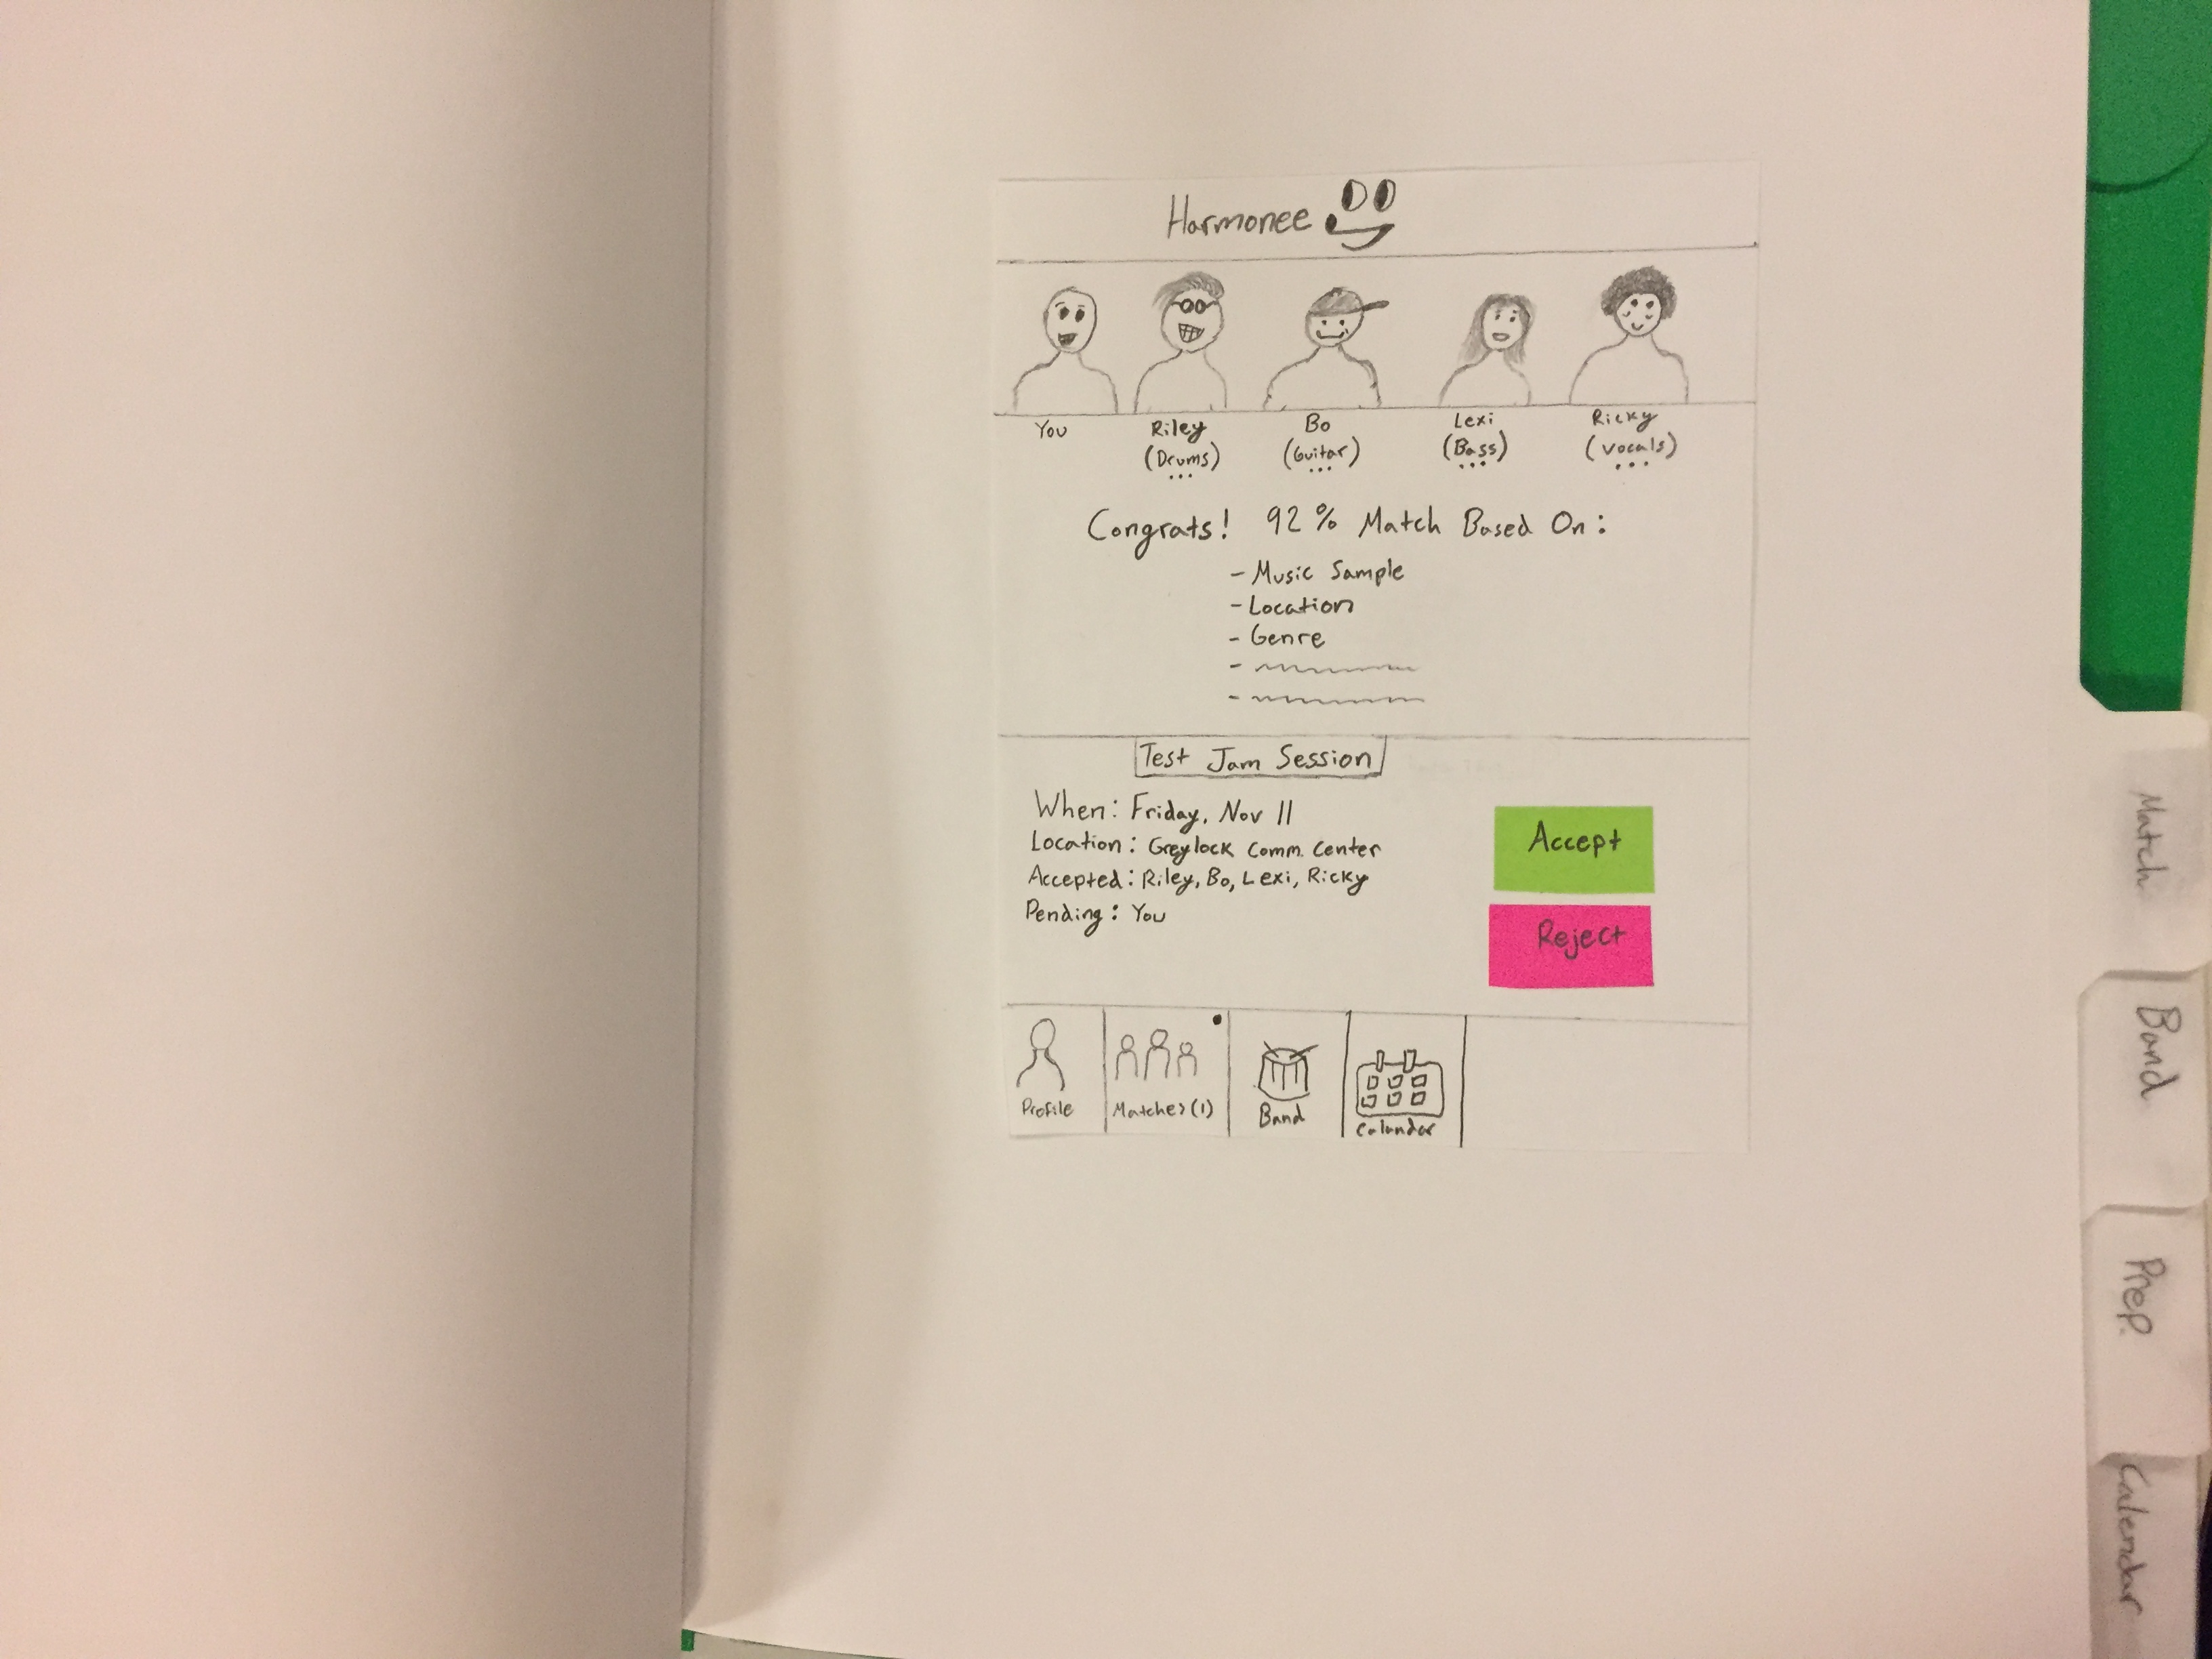 Harmonee
You
Riley
(Drums)
Bo
(Guitar)
Lexi
(Bass)
Ricky
(Vocals)
Congrats! 92% Match Based On:
- Music Sample
- Location
- Genre
Test Jam Session
When: Friday, Nov 11
Location: Greylock Comm. Center
Accepted: Riley, Bo, Lexi, Ricky
Pending: You
Accept
Reject
Profile
Matches(1)
Band
Calendar
Match
Band
Prep.
Calendar